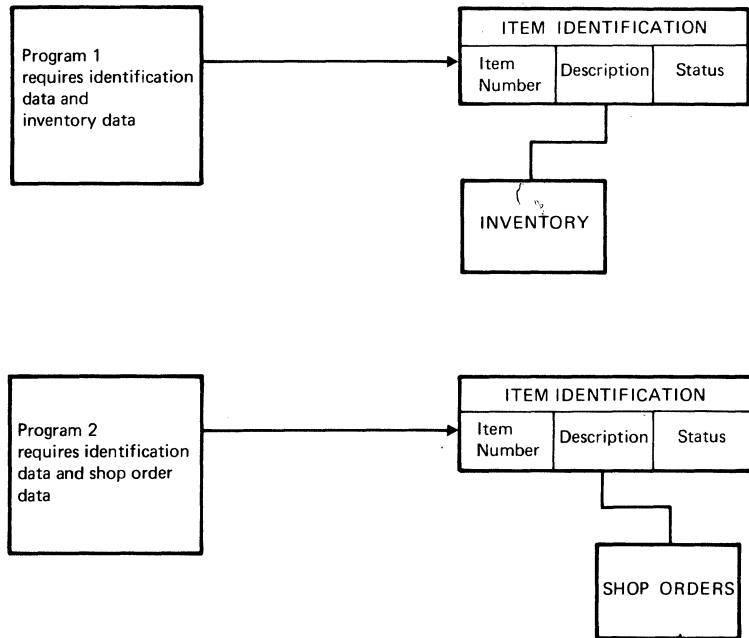 Program 1
requires identification
data and
inventory data
ITEM IDENTIFICATION
Item
Number
Description
Status
INVENTORY
Program 2
requires identification
data and shop order
data
ITEM IDENTIFICATION
Item
Number
Description
Status
SHOP ORDERS